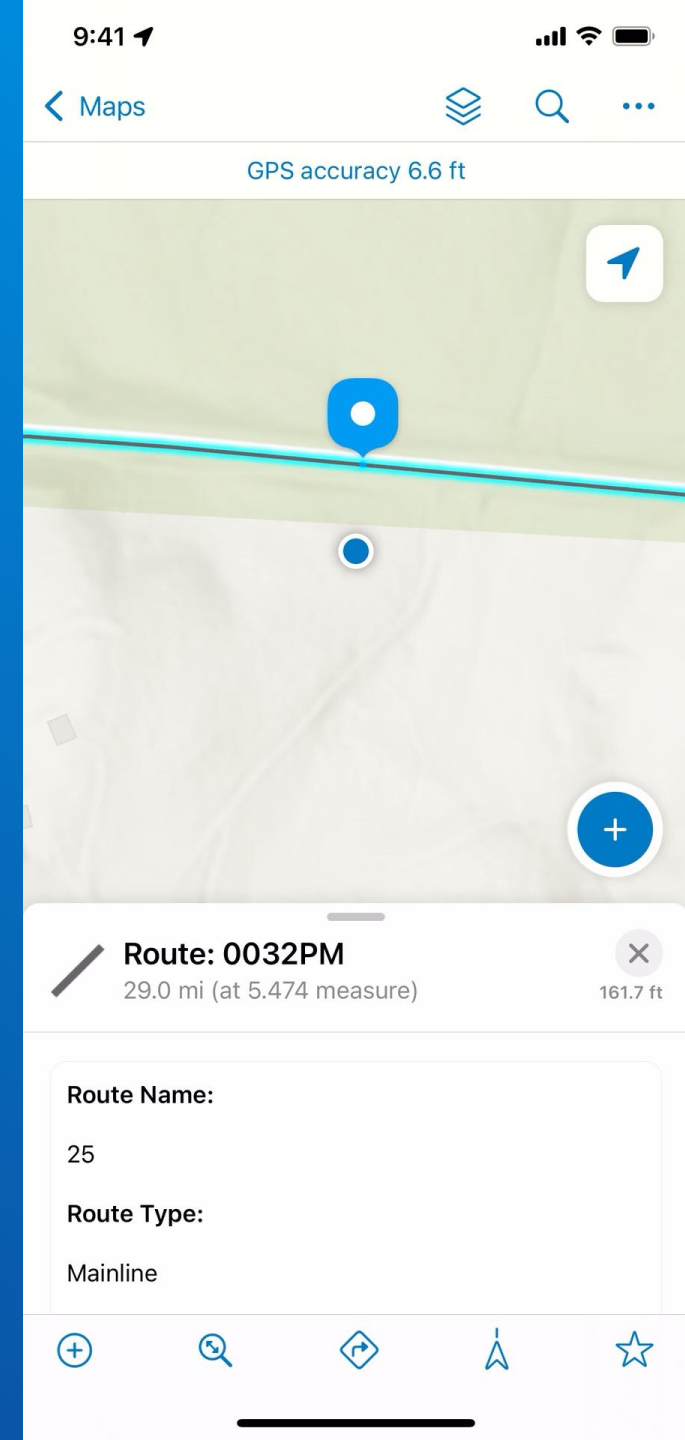 9:41
Maps
GPS accuracy 6.6 ft
Route: 0032PM
29.0 mi (at 5.474 measure)
161.7 ft
Route Name:
25
Route Type:
Mainline